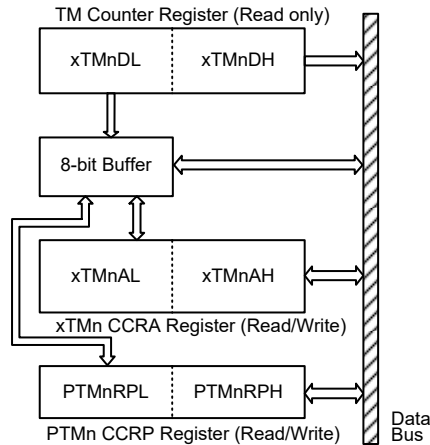 TM Counter Register (Read only)
xTMnDL
xTMnDH
8-bit Buffer
xTMnAL
xTMnAH
xTMn CCRA Register (Read/Write)
PTMnRPL
PTMnRPH
PTMn CCRP Register (Read/Write)
Data
Bus